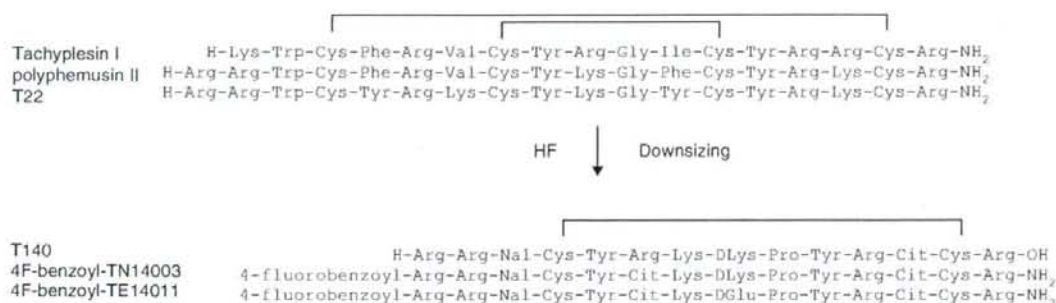 Tachyplesin I H-Lys-Trp-Cys-Phe-Arg-Val-Cys-Tyr-Arg-Gly-Ile-Cys-Tyr-Arg-Arg-Cys-Arg-NH2
polyphemusin II H-Arg-Arg-Trp-Cys-Phe-Arg-Val-Cys-Tyr-Lys-Gly-Phe-Cys-Tyr-Arg-Lys-Cys-Arg-NH2
T22 H-Arg-Arg-Trp-Cys-Tyr-Arg-Lys-Cys-Tyr-Lys-Gly-Tyr-Cys-Tyr-Arg-Lys-Cys-Arg-NH2
HF Downsizing
T140 H-Arg-Arg-Nal-Cys-Tyr-Arg-Lys-DLys-Pro-Tyr-Arg-Cit-Cys-Arg-OH
4F-benzoyl-TN14003 4-fluorobenzoyl-Arg-Arg-Nal-Cys-Tyr-Cit-Lys-DLys-Pro-Tyr-Arg-Cit-Cys-Arg-NH2
4F-benzoyl-TE14011 4-fluorobenzoyl-Arg-Arg-Nal-Cys-Tyr-Cit-Lys-DGlu-Pro-Tyr-Arg-Cit-Cys-Arg-NH2